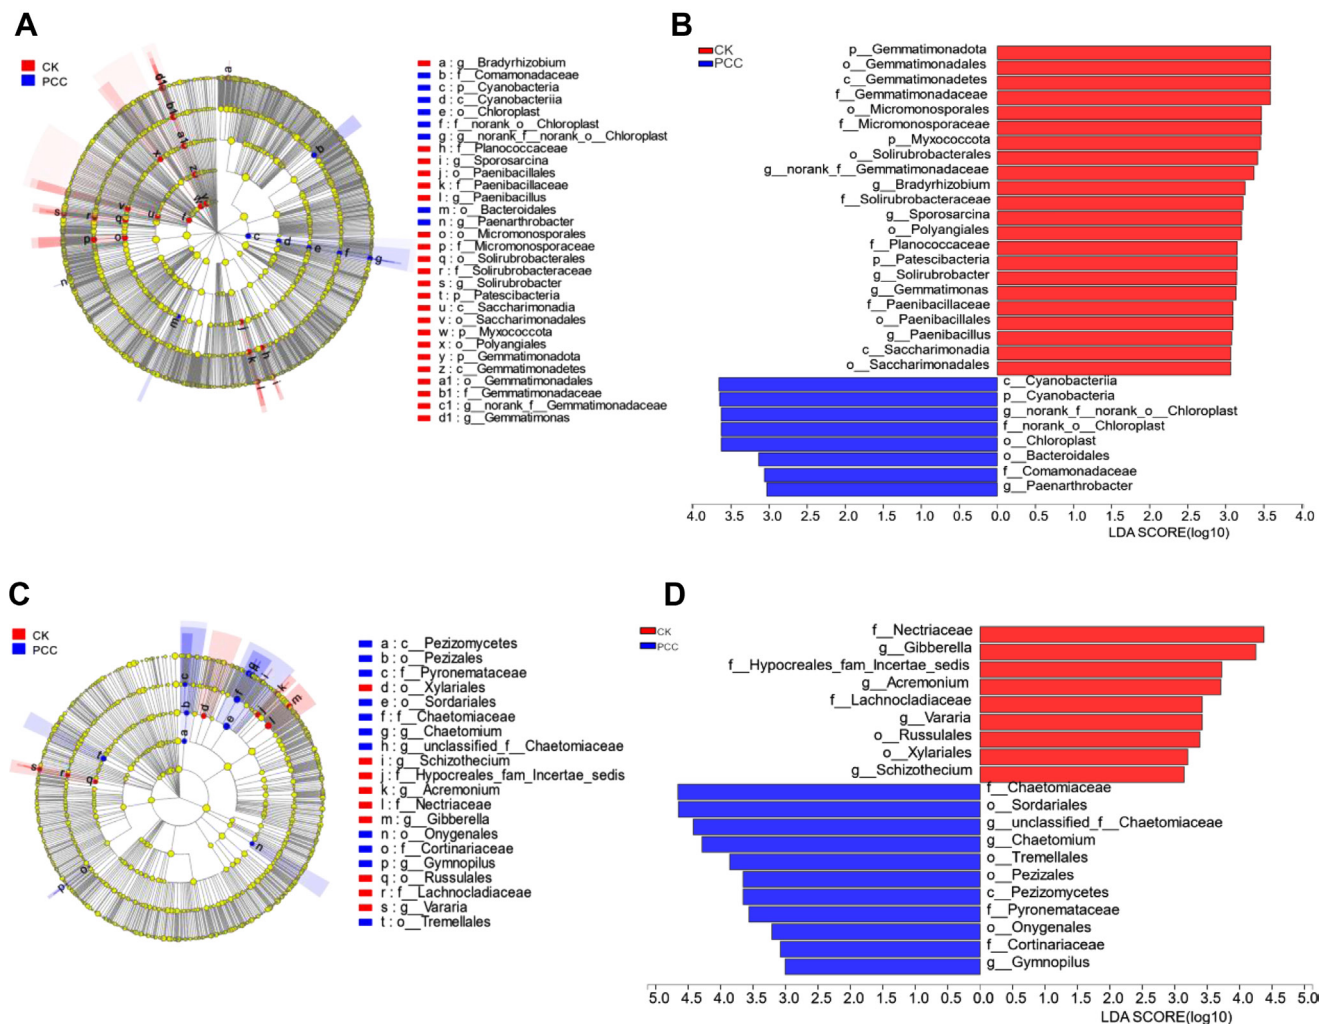 A
CK
PCC
a : g__Bradyrhizobium
b : f__Comamonadaceae
c : p__Cyanobacteria
d : c__Cyanobacteriia
e : o__Chloroplast
f : f__norank_o__Chloroplast
g : g__norank_f__norank_o__Chloroplast
h : f__Planococcaceae
i : g__Sporosarcina
j : o__Paenibacillales
k : f__Paenibacillaceae
l : g__Paenibacillus
m : o__Bacteroidales
n : g__Paenarthrobacter
o : o__Micromonosporales
p : f__Micromonosporaceae
q : o__Solirubrobacterales
r : f__Solirubrobacteraceae
s : g__Solirubrobacter
t : p__Patescibacteria
u : c__Saccharimonadia
v : o__Saccharimonadales
w : p__Myxococcota
x : o__Polyangiales
y : p__Gemmatimonadota
z : c__Gemmatimonadetes
a1 : o__Gemmatimonadales
b1 : f__Gemmatimonadaceae
c1 : g__norank_f__Gemmatimonadaceae
d1 : g__Gemmatimonas
B
CK
PCC
p__Gemmatimonadota
o__Gemmatimonadales
c__Gemmatimonadetes
f__Gemmatimonadaceae
o__Micromonosporales
f__Micromonosporaceae
p__Myxococcota
o__Solirubrobacterales
g__norank_f__Gemmatimonadaceae
g__Bradyrhizobium
f__Solirubrobacteraceae
g__Sporosarcina
o__Polyangiales
f__Planococcaceae
p__Patescibacteria
g__Solirubrobacter
g__Gemmatimonas
f__Paenibacillaceae
o__Paenibacillales
g__Paenibacillus
c__Saccharimonadia
o__Saccharimonadales
c__Cyanobacteriia
p__Cyanobacteria
g__norank_f__norank_o__Chloroplast
f__norank_o__Chloroplast
o__Chloroplast
o__Bacteroidales
f__Comamonadaceae
g__Paenarthrobacter
4.0 3.5 3.0 2.5 2.0 1.5 1.0 0.5 0.0 0.5 1.0 1.5 2.0 2.5 3.0 3.5 4.0
LDA SCORE(log10)
C
CK
PCC
a : c__Pezizomycetes
b : o__Pezizales
c : f__Pyronemataceae
d : o__Xylariales
e : o__Sordariales
f : f__Chaetomiaceae
g : g__Chaetomium
h : g__unclassified_f__Chaetomiaceae
i : g__Schizothecium
j : f__Hypocreales_fam_Incertae_sedis
k : g__Acremonium
l : f__Nectriaceae
m : g__Gibberella
n : o__Onygenales
o : f__Cortinariaceae
p : g__Gymnopilus
q : o__Russulales
r : f__Lachnocladiaceae
s : g__Vararia
t : o__Tremellales
D
CK
PCC
f__Nectriaceae
g__Gibberella
f__Hypocreales_fam_Incertae_sedis
g__Acremonium
f__Lachnocladiaceae
g__Vararia
o__Russulales
o__Xylariales
g__Schizothecium
f__Chaetomiaceae
o__Sordariales
g__unclassified_f__Chaetomiaceae
g__Chaetomium
o__Tremellales
o__Pezizales
c__Pezizomycetes
f__Pyronemataceae
o__Onygenales
f__Cortinariaceae
g__Gymnopilus
5.0 4.5 4.0 3.5 3.0 2.5 2.0 1.5 1.0 0.5 0.0 0.5 1.0 1.5 2.0 2.5 3.0 3.5 4.0 4.5 5.0
LDA SCORE(log10)